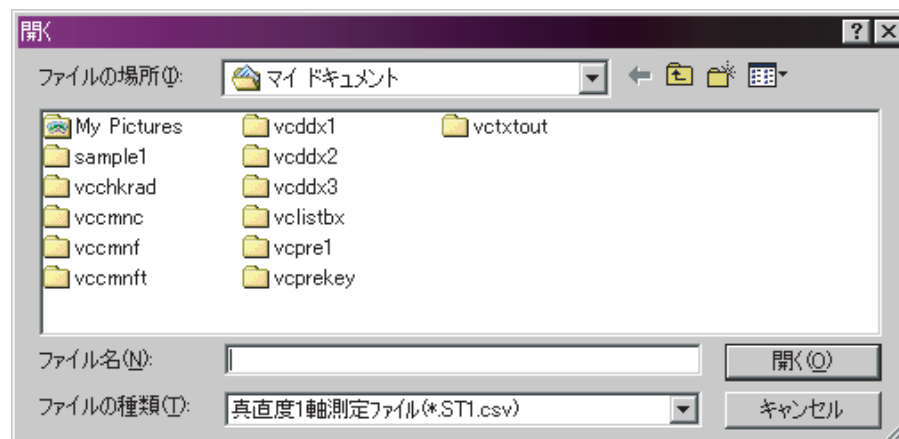 開く
ファイルの場所(I):
マイ ドキュメント
My Pictures
sample1
vcchkrad
vccmnc
vccmnf
vccmnft
vcddx1
vcddx2
vcddx3
vclistbx
vcpre1
vcprekey
vctxtout
ファイル名(N):
開く(O)
ファイルの種類(T):
真直度1軸測定ファイル(*.ST1.csv)
キャンセル